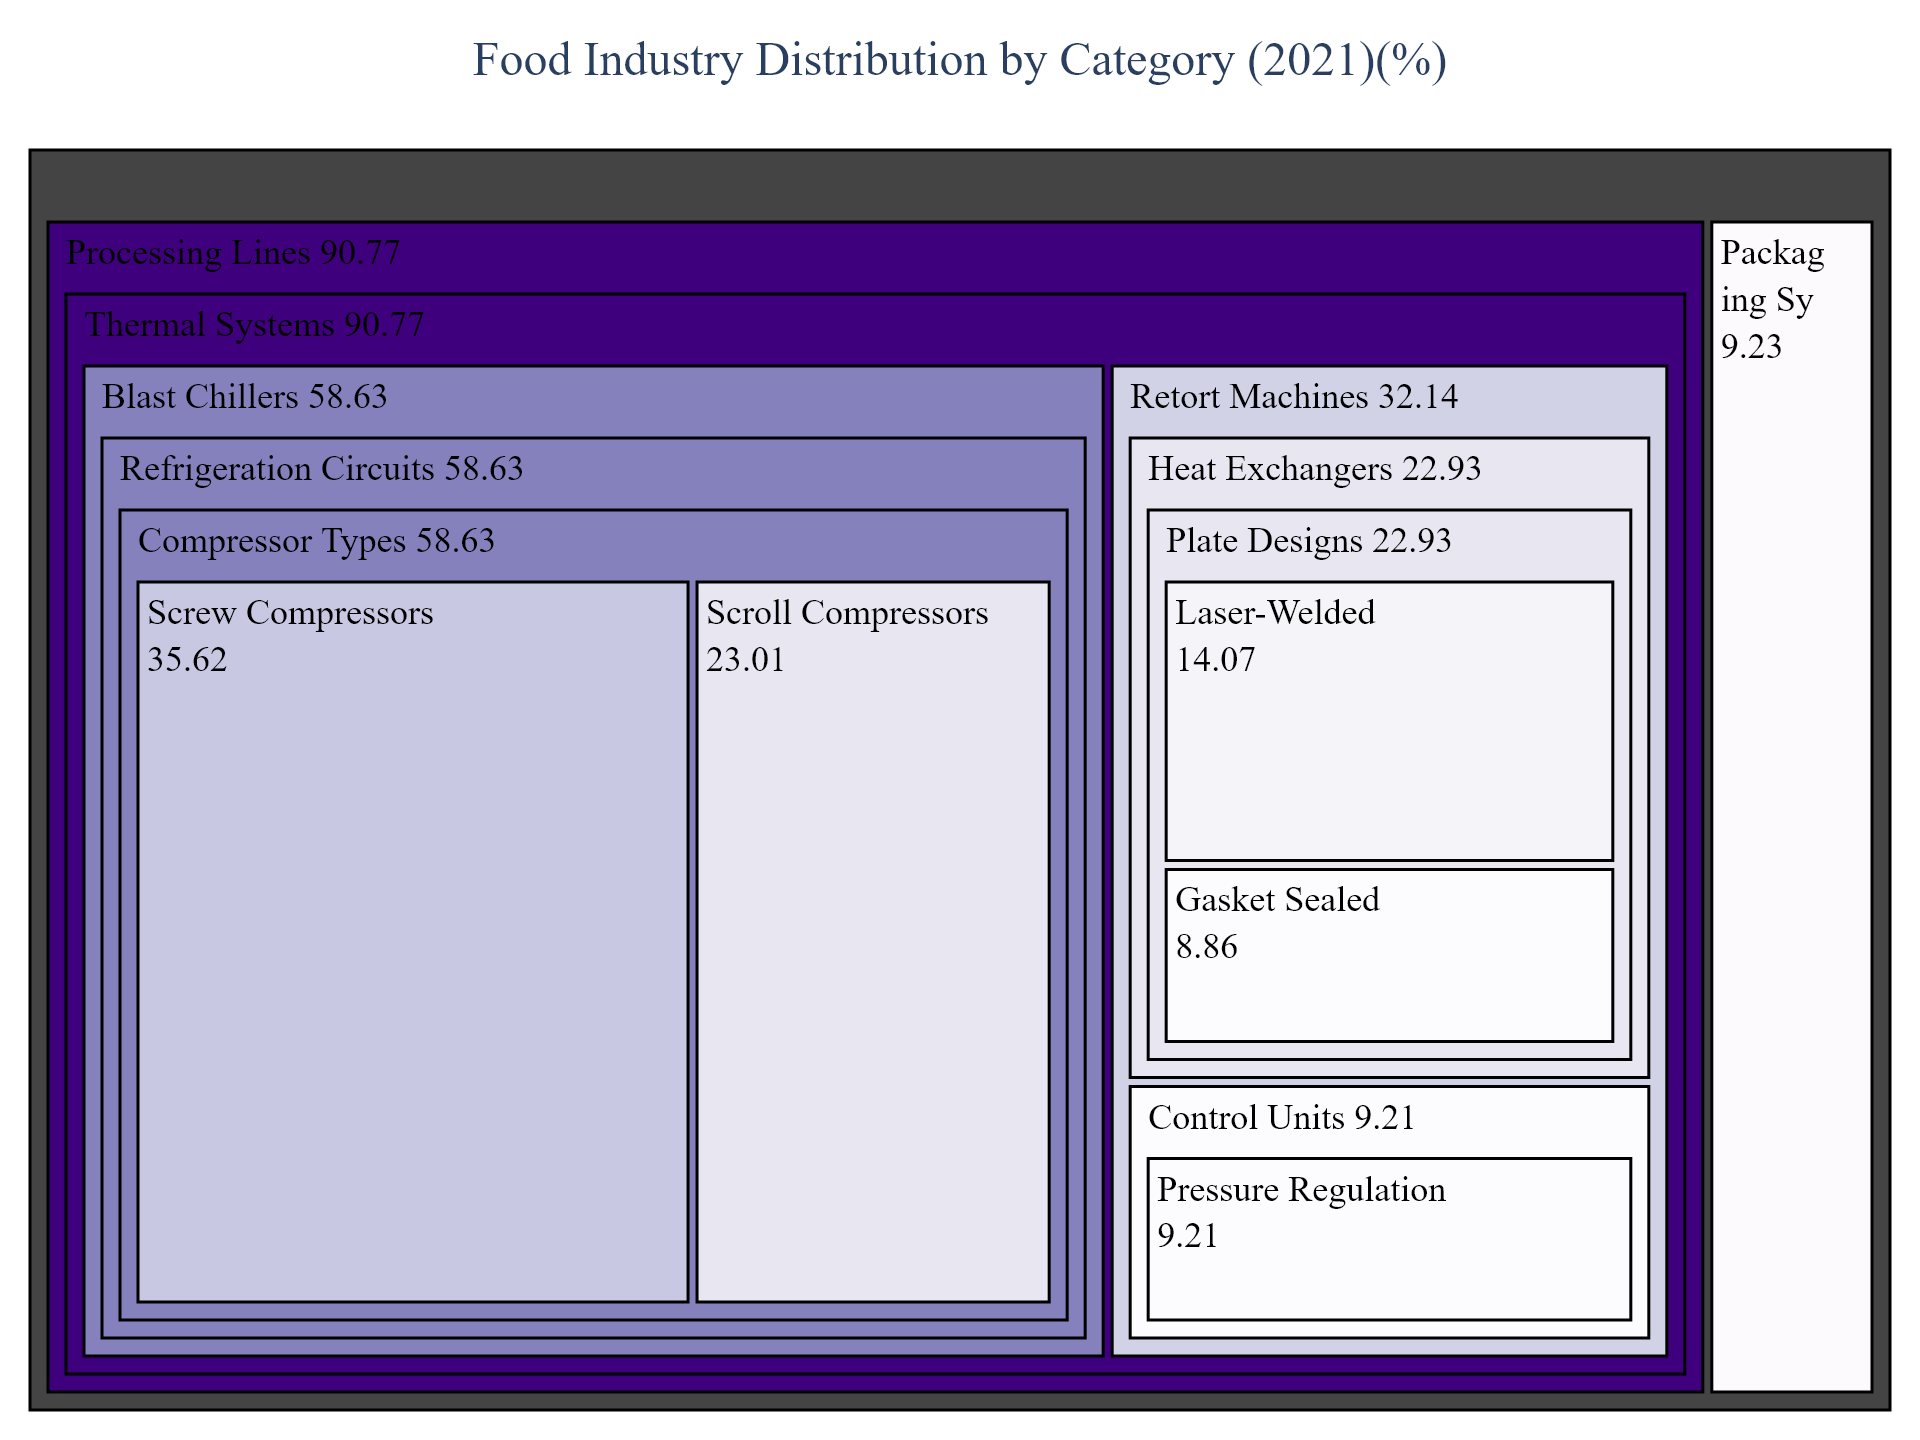 Food Industry Distribution by Category (2021)(%)
Processing Lines 90.77
Thermal Systems 90.77
Blast Chillers 58.63
Refrigeration Circuits 58.63
Compressor Types 58.63
Screw Compressors
35.62
Scroll Compressors
23.01
Retort Machines 32.14
Heat Exchangers 22.93
Plate Designs 22.93
Laser-Welded
14.07
Gasket Sealed
8.86
Control Units 9.21
Pressure Regulation
9.21
Packag
ing Sy
9.23